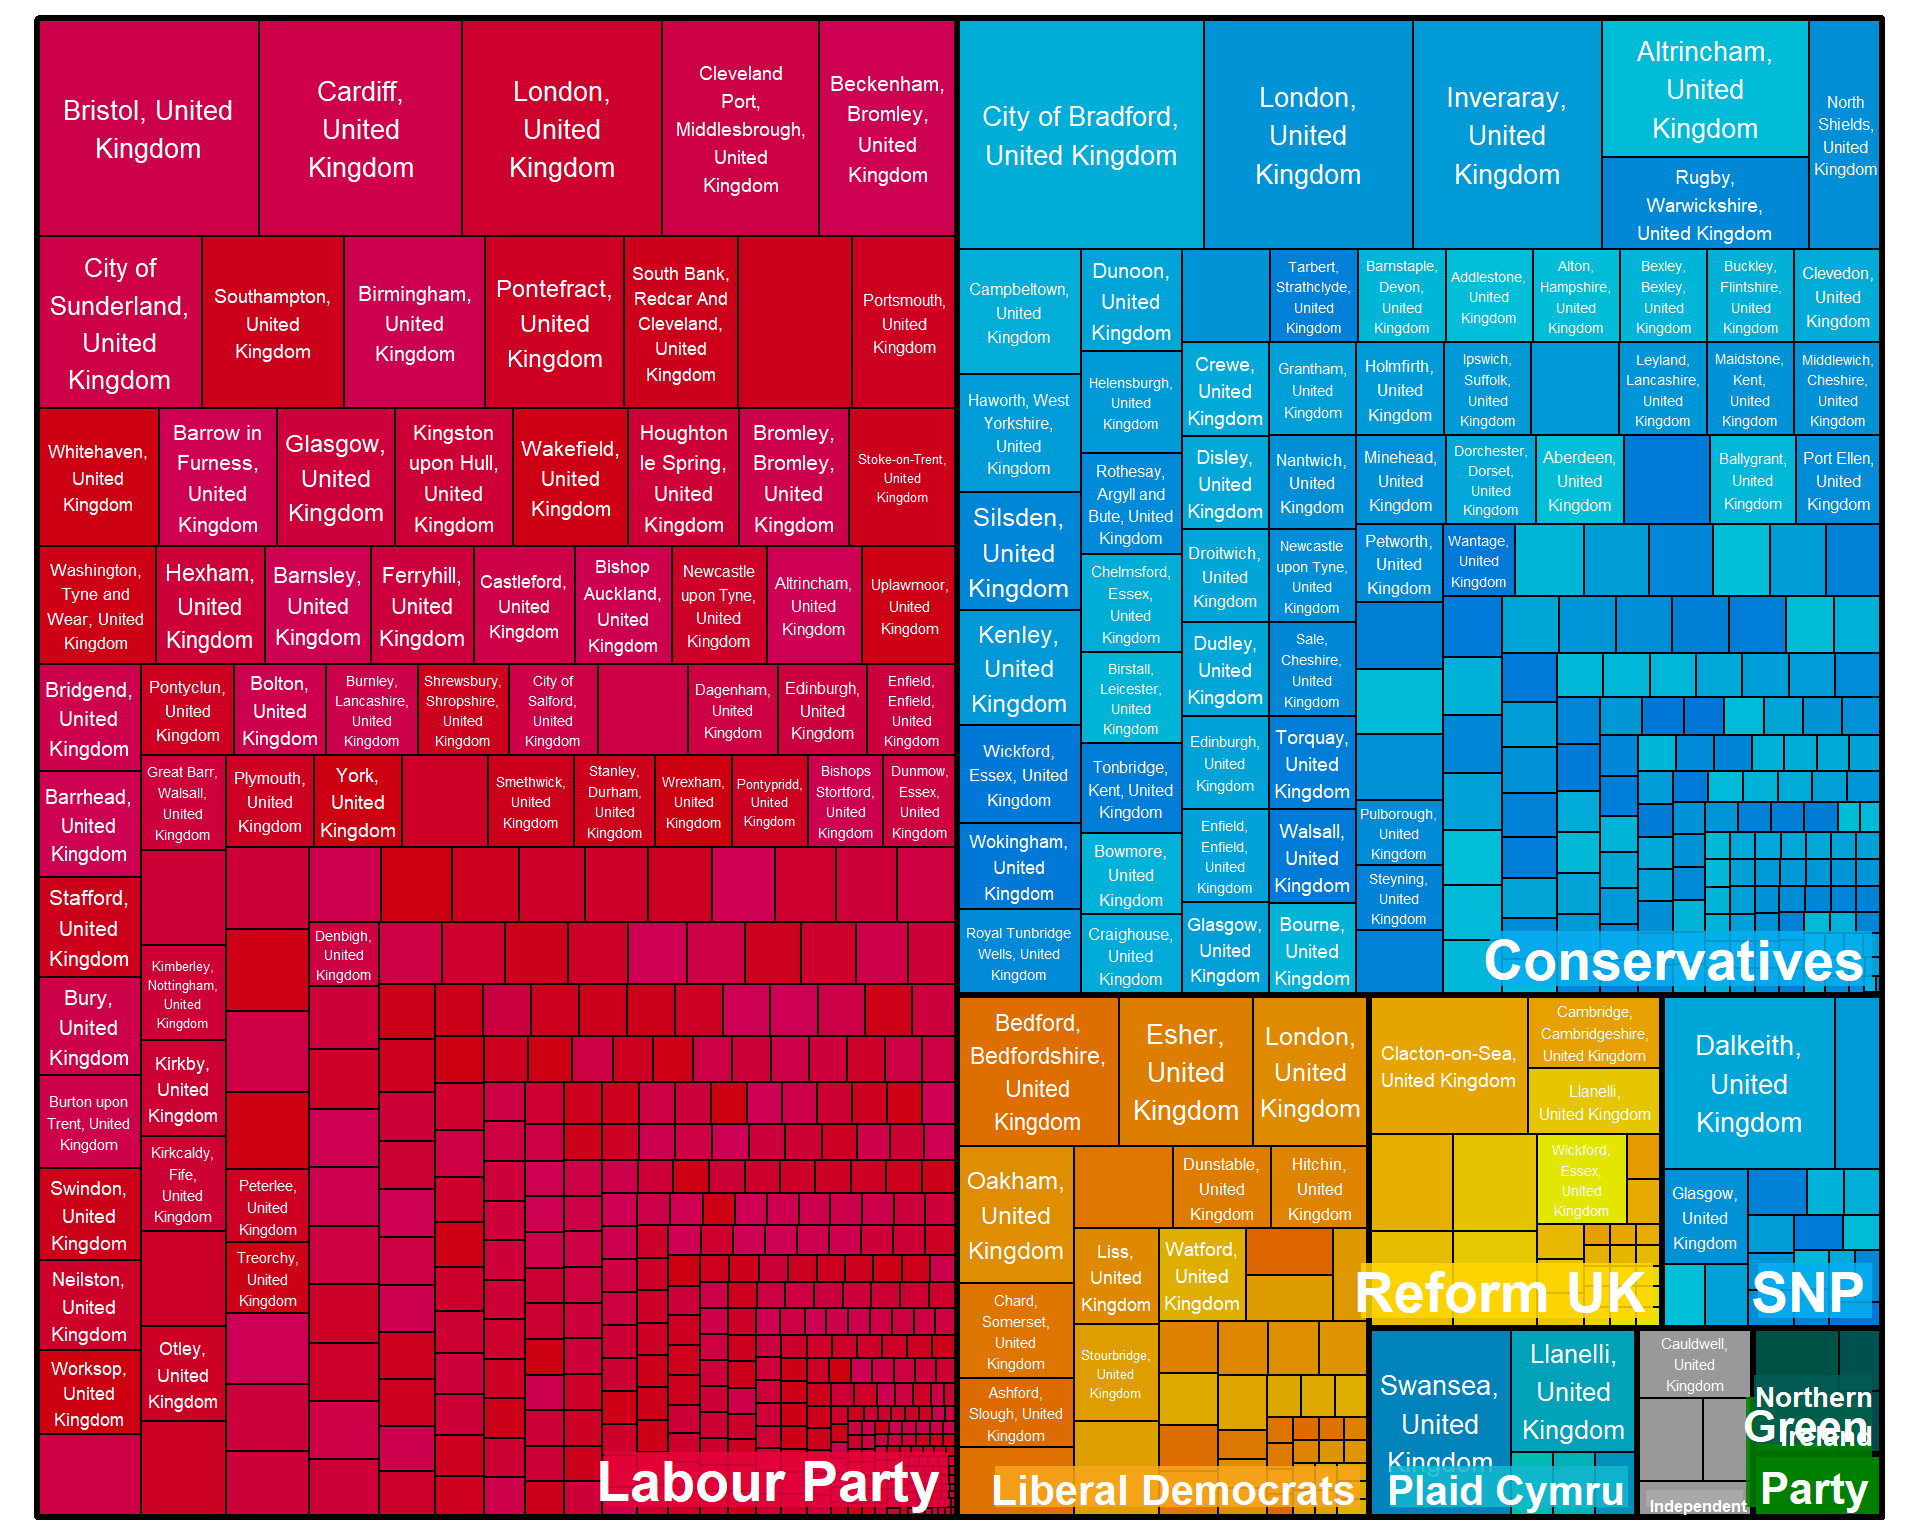 Bristol, United
Kingdom
Cardiff,
United
Kingdom
London,
United
Kingdom
Cleveland
Port,
Middlesbrough,
United
Kingdom
Beckenham,
Bromley,
United
Kingdom
City of
Sunderland,
United
Kingdom
Southampton,
United
Kingdom
Birmingham,
United
Kingdom
Pontefract,
United
Kingdom
South Bank,
Redcar And
Cleveland,
United
Kingdom
Portsmouth,
United
Kingdom
Whitehaven,
United
Kingdom
Barrow in
Furness,
United
Kingdom
Glasgow,
United
Kingdom
Kingston
upon Hull,
United
Kingdom
Wakefield,
United
Kingdom
Houghton
le Spring,
United
Kingdom
Bromley,
Bromley,
United
Kingdom
Stoke-on-Trent,
United
Kingdom
Washington,
Tyne and
Wear, United
Kingdom
Hexham,
United
Kingdom
Barnsley,
United
Kingdom
Ferryhill,
United
Kingdom
Castleford,
United
Kingdom
Bishop
Auckland,
United
Kingdom
Newcastle
upon Tyne,
United
Kingdom
Altrincham,
United
Kingdom
Uplawmoor,
United
Kingdom
Bridgend,
United
Kingdom
Pontyclun,
United
Kingdom
Bolton,
United
Kingdom
Burnley,
Lancashire,
United
Kingdom
Shrewsbury,
Shropshire,
United
Kingdom
City of
Salford,
United
Kingdom
Dagenham,
United
Kingdom
Edinburgh,
United
Kingdom
Enfield,
Enfield,
United
Kingdom
Barrhead,
United
Kingdom
Great Barr,
Walsall,
United
Kingdom
Plymouth,
United
Kingdom
York,
United
Kingdom
Smethwick,
United
Kingdom
Stanley,
Durham,
United
Kingdom
Wrexham,
United
Kingdom
Pontypridd,
United
Kingdom
Bishops
Stortford,
United
Kingdom
Dunmow,
Essex,
United
Kingdom
Stafford,
United
Kingdom
Denbigh,
United
Kingdom
Bury,
United
Kingdom
Kimberley,
Nottingham,
United
Kingdom
Kirkby,
United
Kingdom
Burton upon
Trent, United
Kingdom
Kirkcaldy,
Fife,
United
Kingdom
Swindon,
United
Kingdom
Peterlee,
United
Kingdom
Treorchy,
United
Kingdom
Neilston,
United
Kingdom
Otley,
United
Kingdom
Worksop,
United
Kingdom
Labour Party
City of Bradford,
United Kingdom
London,
United
Kingdom
Inveraray,
United
Kingdom
Altrincham,
United
Kingdom
Rugby,
Warwickshire,
United Kingdom
North
Shields,
United
Kingdom
Campbeltown,
United
Kingdom
Dunoon,
United
Kingdom
Tarbert,
Strathclyde,
United
Kingdom
Barnstaple,
Devon,
United
Kingdom
Addlestone,
United
Kingdom
Alton,
Hampshire,
United
Kingdom
Bexley,
Bexley,
United
Kingdom
Buckley,
Flintshire,
United
Kingdom
Clevedon,
United
Kingdom
Haworth, West
Yorkshire,
United
Kingdom
Helensburgh,
United
Kingdom
Crewe,
United
Kingdom
Grantham,
United
Kingdom
Holmfirth,
United
Kingdom
Ipswich,
Suffolk,
United
Kingdom
Leyland,
Lancashire,
United
Kingdom
Maidstone,
Kent,
United
Kingdom
Middlewich,
Cheshire,
United
Kingdom
Rothesay,
Argyll and
Bute, United
Kingdom
Disley,
United
Kingdom
Nantwich,
United
Kingdom
Minehead,
United
Kingdom
Dorchester,
Dorset,
United
Kingdom
Aberdeen,
United
Kingdom
Ballygrant,
United
Kingdom
Port Ellen,
United
Kingdom
Silsden,
United
Kingdom
Chelmsford,
Essex,
United
Kingdom
Droitwich,
United
Kingdom
Newcastle
upon Tyne,
United
Kingdom
Petworth,
United
Kingdom
Wantage,
United
Kingdom
Kenley,
United
Kingdom
Birstall,
Leicester,
United
Kingdom
Dudley,
United
Kingdom
Sale,
Cheshire,
United
Kingdom
Wickford,
Essex, United
Kingdom
Tonbridge,
Kent, United
Kingdom
Edinburgh,
United
Kingdom
Torquay,
United
Kingdom
Wokingham,
United
Kingdom
Bowmore,
United
Kingdom
Enfield,
Enfield,
United
Kingdom
Walsall,
United
Kingdom
Pulborough,
United
Kingdom
Steyning,
United
Kingdom
Royal Tunbridge
Wells, United
Kingdom
Craighouse,
United
Kingdom
Glasgow,
United
Kingdom
Bourne,
United
Kingdom
Conservatives
Bedford,
Bedfordshire,
United
Kingdom
Esher,
United
Kingdom
London,
United
Kingdom
Oakham,
United
Kingdom
Dunstable,
United
Kingdom
Hitchin,
United
Kingdom
Liss,
United
Kingdom
Watford,
United
Kingdom
Chard,
Somerset,
United
Kingdom
Stourbridge,
United
Kingdom
Ashford,
Slough, United
Kingdom
Liberal Democrats
Clacton-on-Sea,
United Kingdom
Cambridge,
Cambridgeshire,
United Kingdom
Llanelli,
United Kingdom
Wickford,
Essex,
United
Kingdom
Reform UK
Dalkeith,
United
Kingdom
Glasgow,
United
Kingdom
SNP
Swansea,
United
Kingdom
Llanelli,
United
Kingdom
Plaid Cymru
Cauldwell,
United
Kingdom
Independent
Northern
Ireland
Green
Party